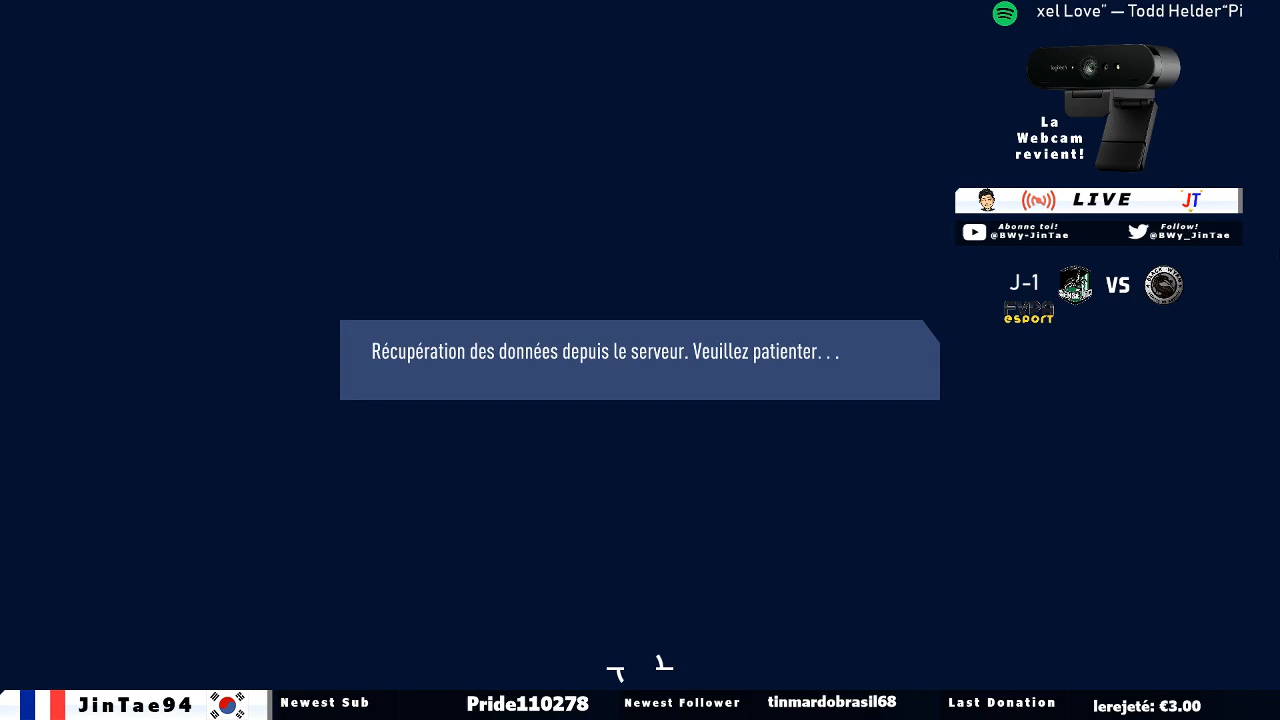 xel Love” — Todd Helder“Pi
logitech
La
Webcam
revient!
LIVE
JT
Abonne toi!
@BWy-JinTae
Follow!
@BWy_JinTae
J-1
VS
esport
Récupération des données depuis le serveur. Veuillez patienter. . .
JinTae94
Newest Sub
Pride110278
Newest Follower
tinmardobrasil68
Last Donation
lerejeté: €3.00